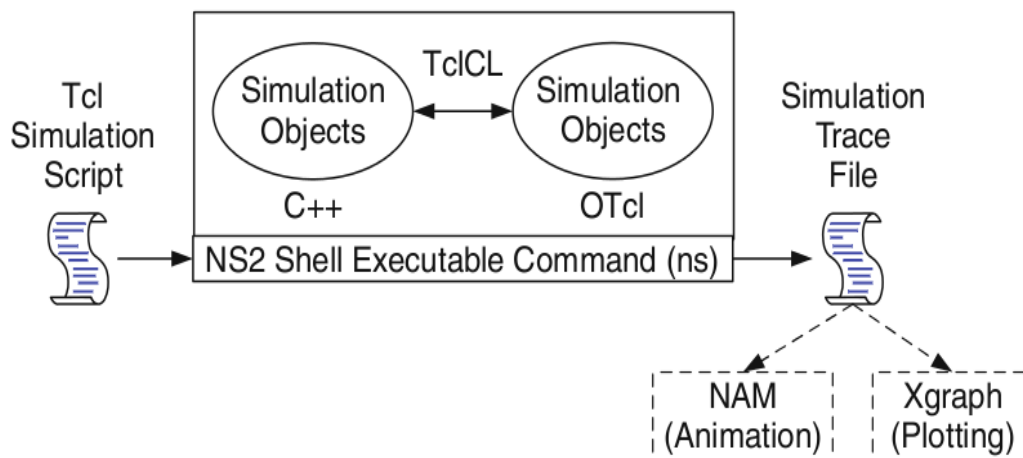 Tcl
Simulation
Script
TclCL
Simulation
Objects
C++
Simulation
Objects
OTcl
NS2 Shell Executable Command (ns)
Simulation
Trace
File
NAM
(Animation)
Xgraph
(Plotting)